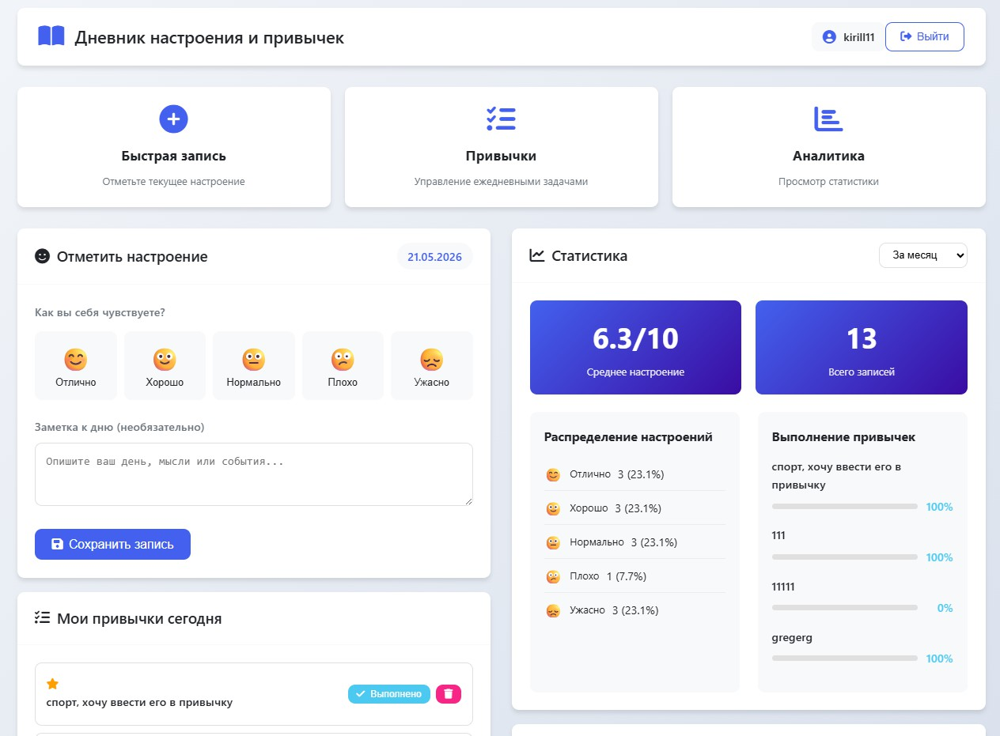 Дневник настроения и привычек
kirill11
Выйти
Быстрая запись
Отметьте текущее настроение
Привычки
Управление ежедневными задачами
Аналитика
Просмотр статистики
Отметить настроение
21.05.2026
Как вы себя чувствуете?
Отлично
Хорошо
Нормально
Плохо
Ужасно
Заметка к дню (необязательно)
Опишите ваш день, мысли или события...
Сохранить запись
Мои привычки сегодня
спорт, хочу ввести его в привычку
Выполнено
Статистика
За месяц
6.3/10
Среднее настроение
13
Всего записей
Распределение настроений
Отлично 3 (23.1%)
Хорошо 3 (23.1%)
Нормально 3 (23.1%)
Плохо 1 (7.7%)
Ужасно 3 (23.1%)
Выполнение привычек
спорт, хочу ввести его в
привычку
100%
111
100%
11111
0%
gregerg
100%